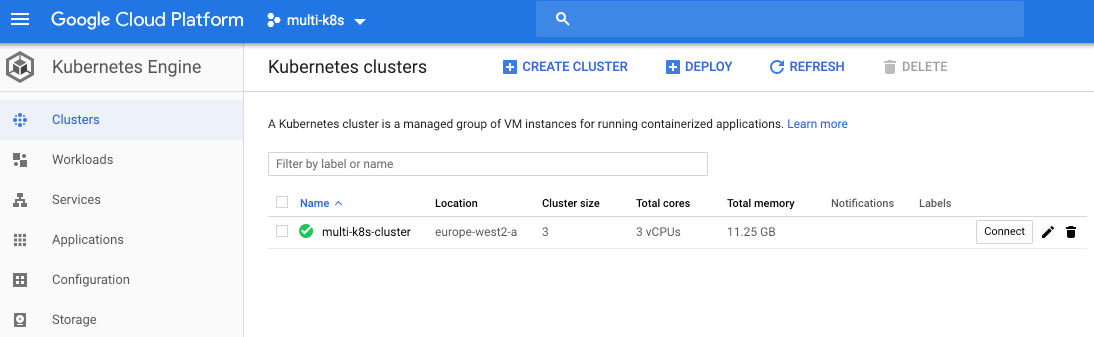 Google Cloud Platform multi-k8s
Kubernetes Engine
Kubernetes clusters CREATE CLUSTER DEPLOY REFRESH DELETE
Clusters
Workloads
Services
Applications
Configuration
Storage
A Kubernetes cluster is a managed group of VM instances for running containerized applications. Learn more
Filter by label or name
Name Location Cluster size Total cores Total memory Notifications Labels
multi-k8s-cluster europe-west2-a 3 3 vCPUs 11.25 GB Connect